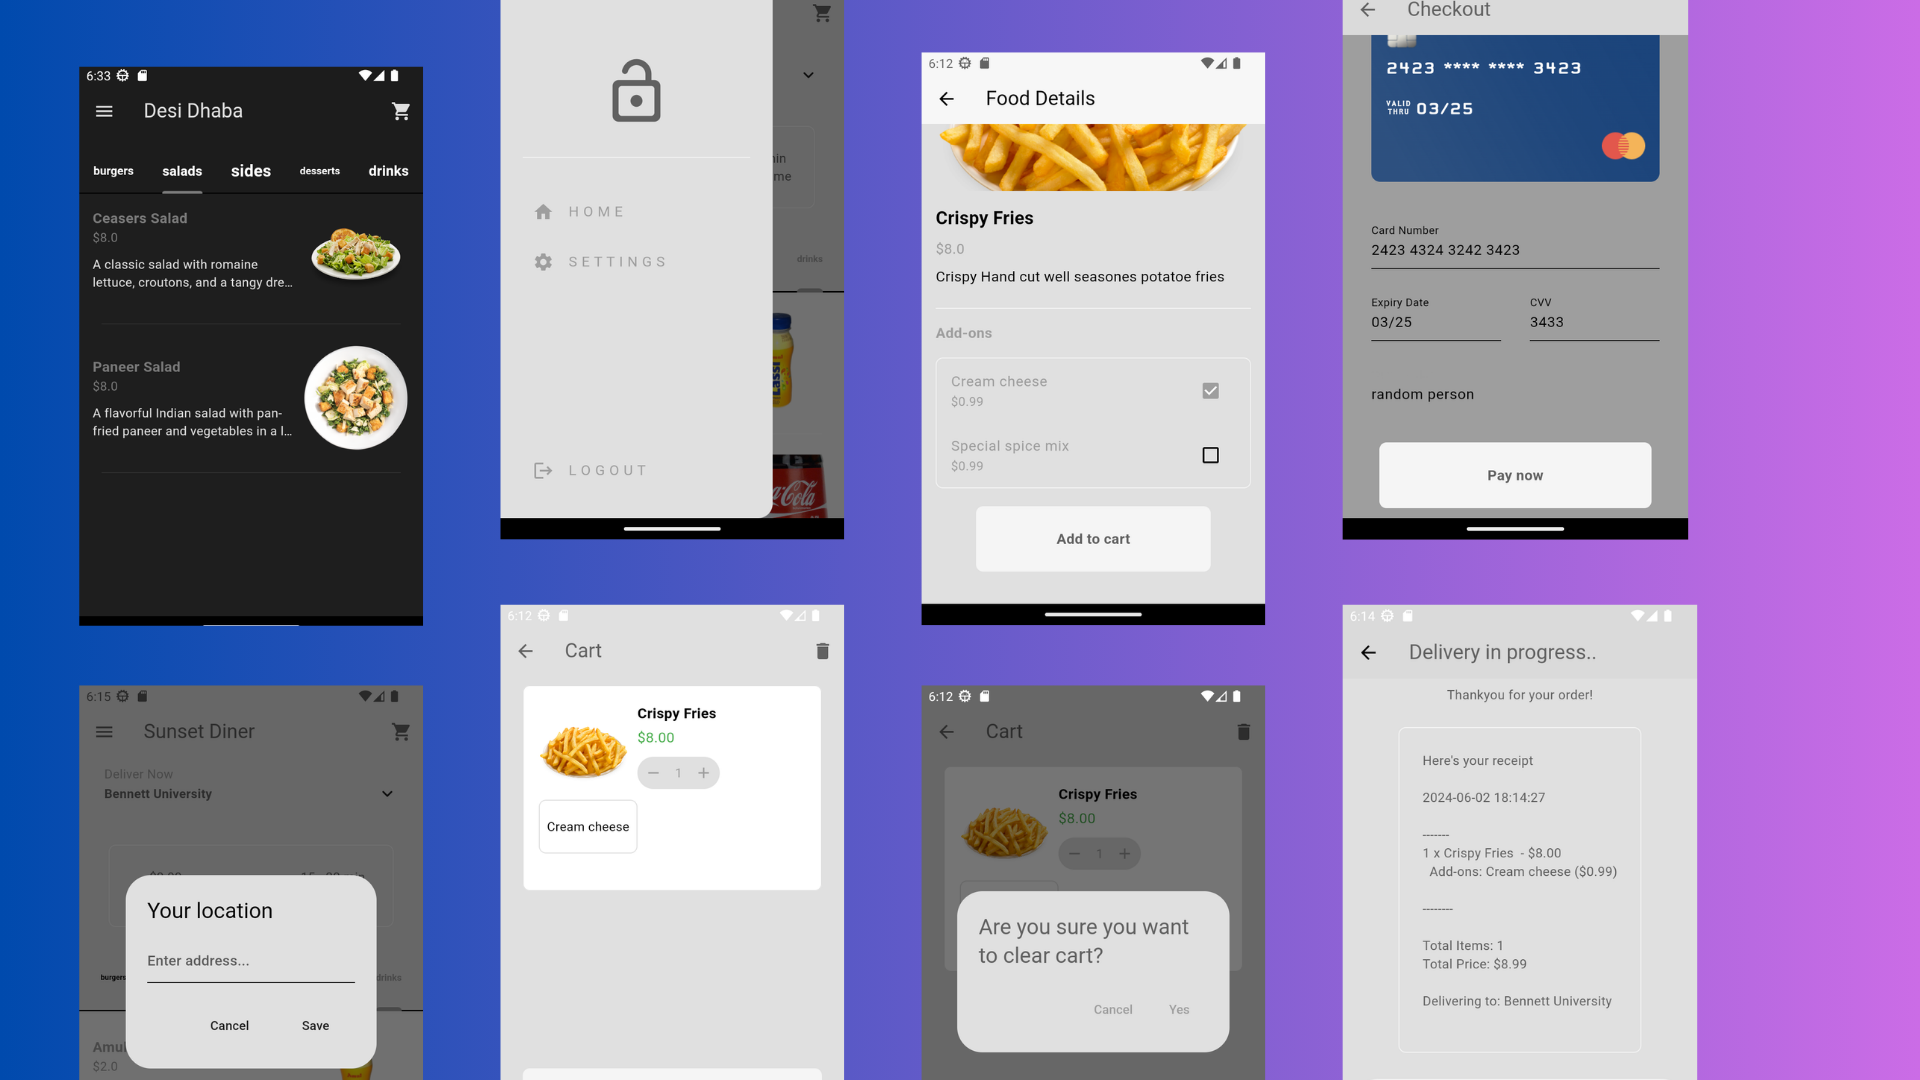 6:33
Desi Dhaba
burgers salads sides desserts drinks
Ceasers Salad
$8.0
A classic salad with romaine
lettuce, croutons, and a tangy dre...
Paneer Salad
$8.0
A flavorful Indian salad with pan-
fried paneer and vegetables in a l...
HOME
SETTINGS
LOGOUT
me
drinks
Lassi
Coca-Cola
6:12
Food Details
Crispy Fries
$8.0
Crispy Hand cut well seasones potatoe fries
Add-ons
Cream cheese
$0.99
Special spice mix
$0.99
Add to cart
Checkout
2423 **** **** 3423
VALID
THRU 03/25
Card Number
2423 4324 3242 3423
Expiry Date CVV
03/25 3433
random person
Pay now
6:15
Sunset Diner
Deliver Now
Bennett University
Your location
Enter address...
burgers drinks
Cancel Save
Amul
$2.0
6:12
Cart
Crispy Fries
$8.00
1
Cream cheese
6:12
Cart
Crispy Fries
$8.00
1
Are you sure you want
to clear cart?
Cancel Yes
6:14
Delivery in progress..
Thankyou for your order!
Here's your receipt
2024-06-02 18:14:27
-------
1 x Crispy Fries - $8.00
Add-ons: Cream cheese ($0.99)
--------
Total Items: 1
Total Price: $8.99
Delivering to: Bennett University